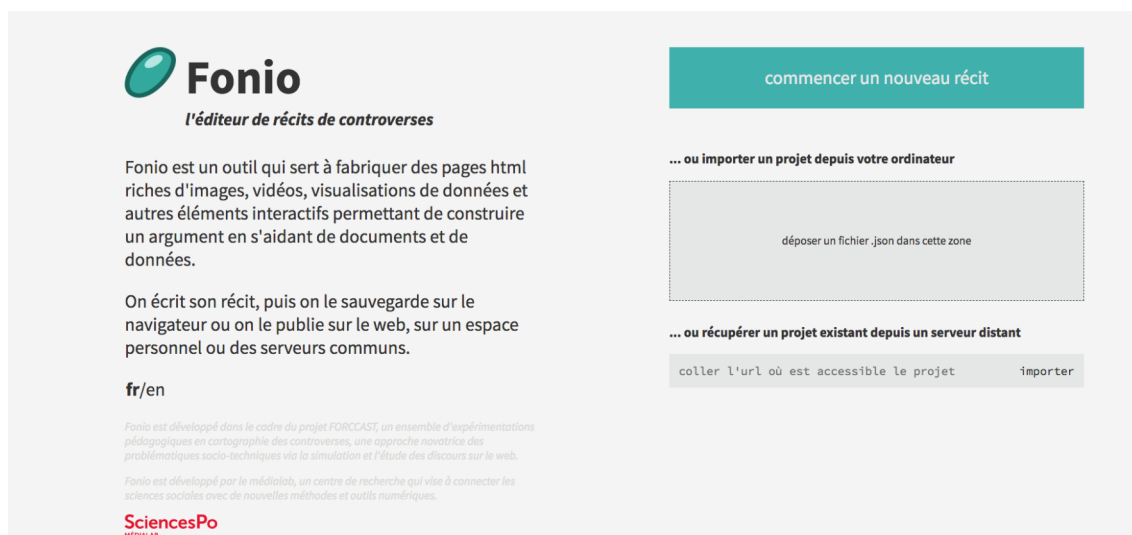 Fonio
l'éditeur de récits de controverses
Fonio est un outil qui sert à fabriquer des pages html
riches d'images, vidéos, visualisations de données et
autres éléments interactifs permettant de construire
un argument en s'aidant de documents et de
données.
On écrit son récit, puis on le sauvegarde sur le
navigateur ou on le publie sur le web, sur un espace
personnel ou des serveurs communs.
fr/en
Fonio est développé dans le cadre du projet FORCCAST, un ensemble d'expérimentations
pédagogiques en cartographie des controverses, une approche novatrice des
problématiques socio-techniques via la simulation et l'étude des discours sur le web.
Fonio est développé par le médialab, un centre de recherche qui vise à connecter les
sciences sociales avec de nouvelles méthodes et outils numériques.
SciencesPo
MÉDIALAB
commencer un nouveau récit
... ou importer un projet depuis votre ordinateur
déposer un fichier .json dans cette zone
... ou récupérer un projet existant depuis un serveur distant
coller l'url où est accessible le projet importer